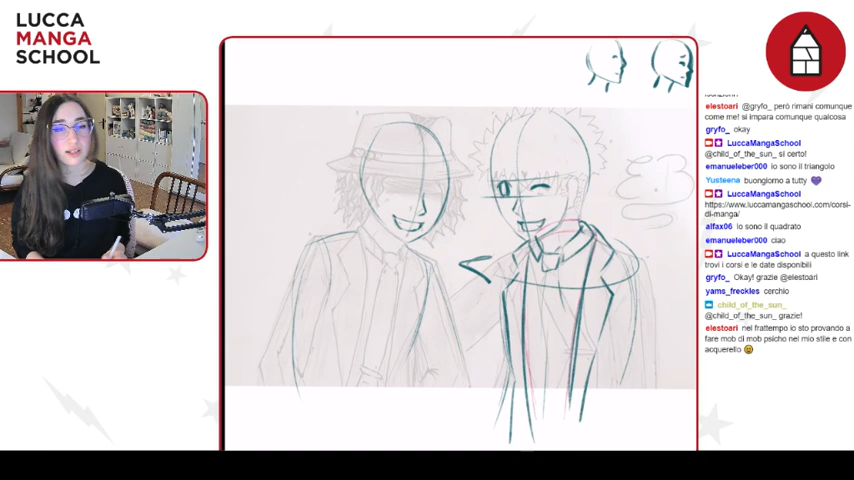 LUCCA
MANGA
SCHOOL
E.B
elestoari @gryfo_ però rimani comunque
come me! si impara comunque qualcosa
gryfo_ okay
LuccaMangaSchool
@child_of_the_sun_ si certo!
emanueleber000 io sono il triangolo
Yusteena buongiorno a tutty
LuccaMangaSchool
https://www.luccamangaschool.com/corsi-
di-manga/
alfax06 io sono il quadrato
emanueleber000 ciao
LuccaMangaSchool a questo link
trovi i corsi e le date disponibili
gryfo_ Okay! grazie @elestoari
yams_freckles cerchio
child_of_the_sun_
@child_of_the_sun_ grazie!
elestoari nel frattempo io sto provando a
fare mob di mob psicho nel mio stile e con
acquerello